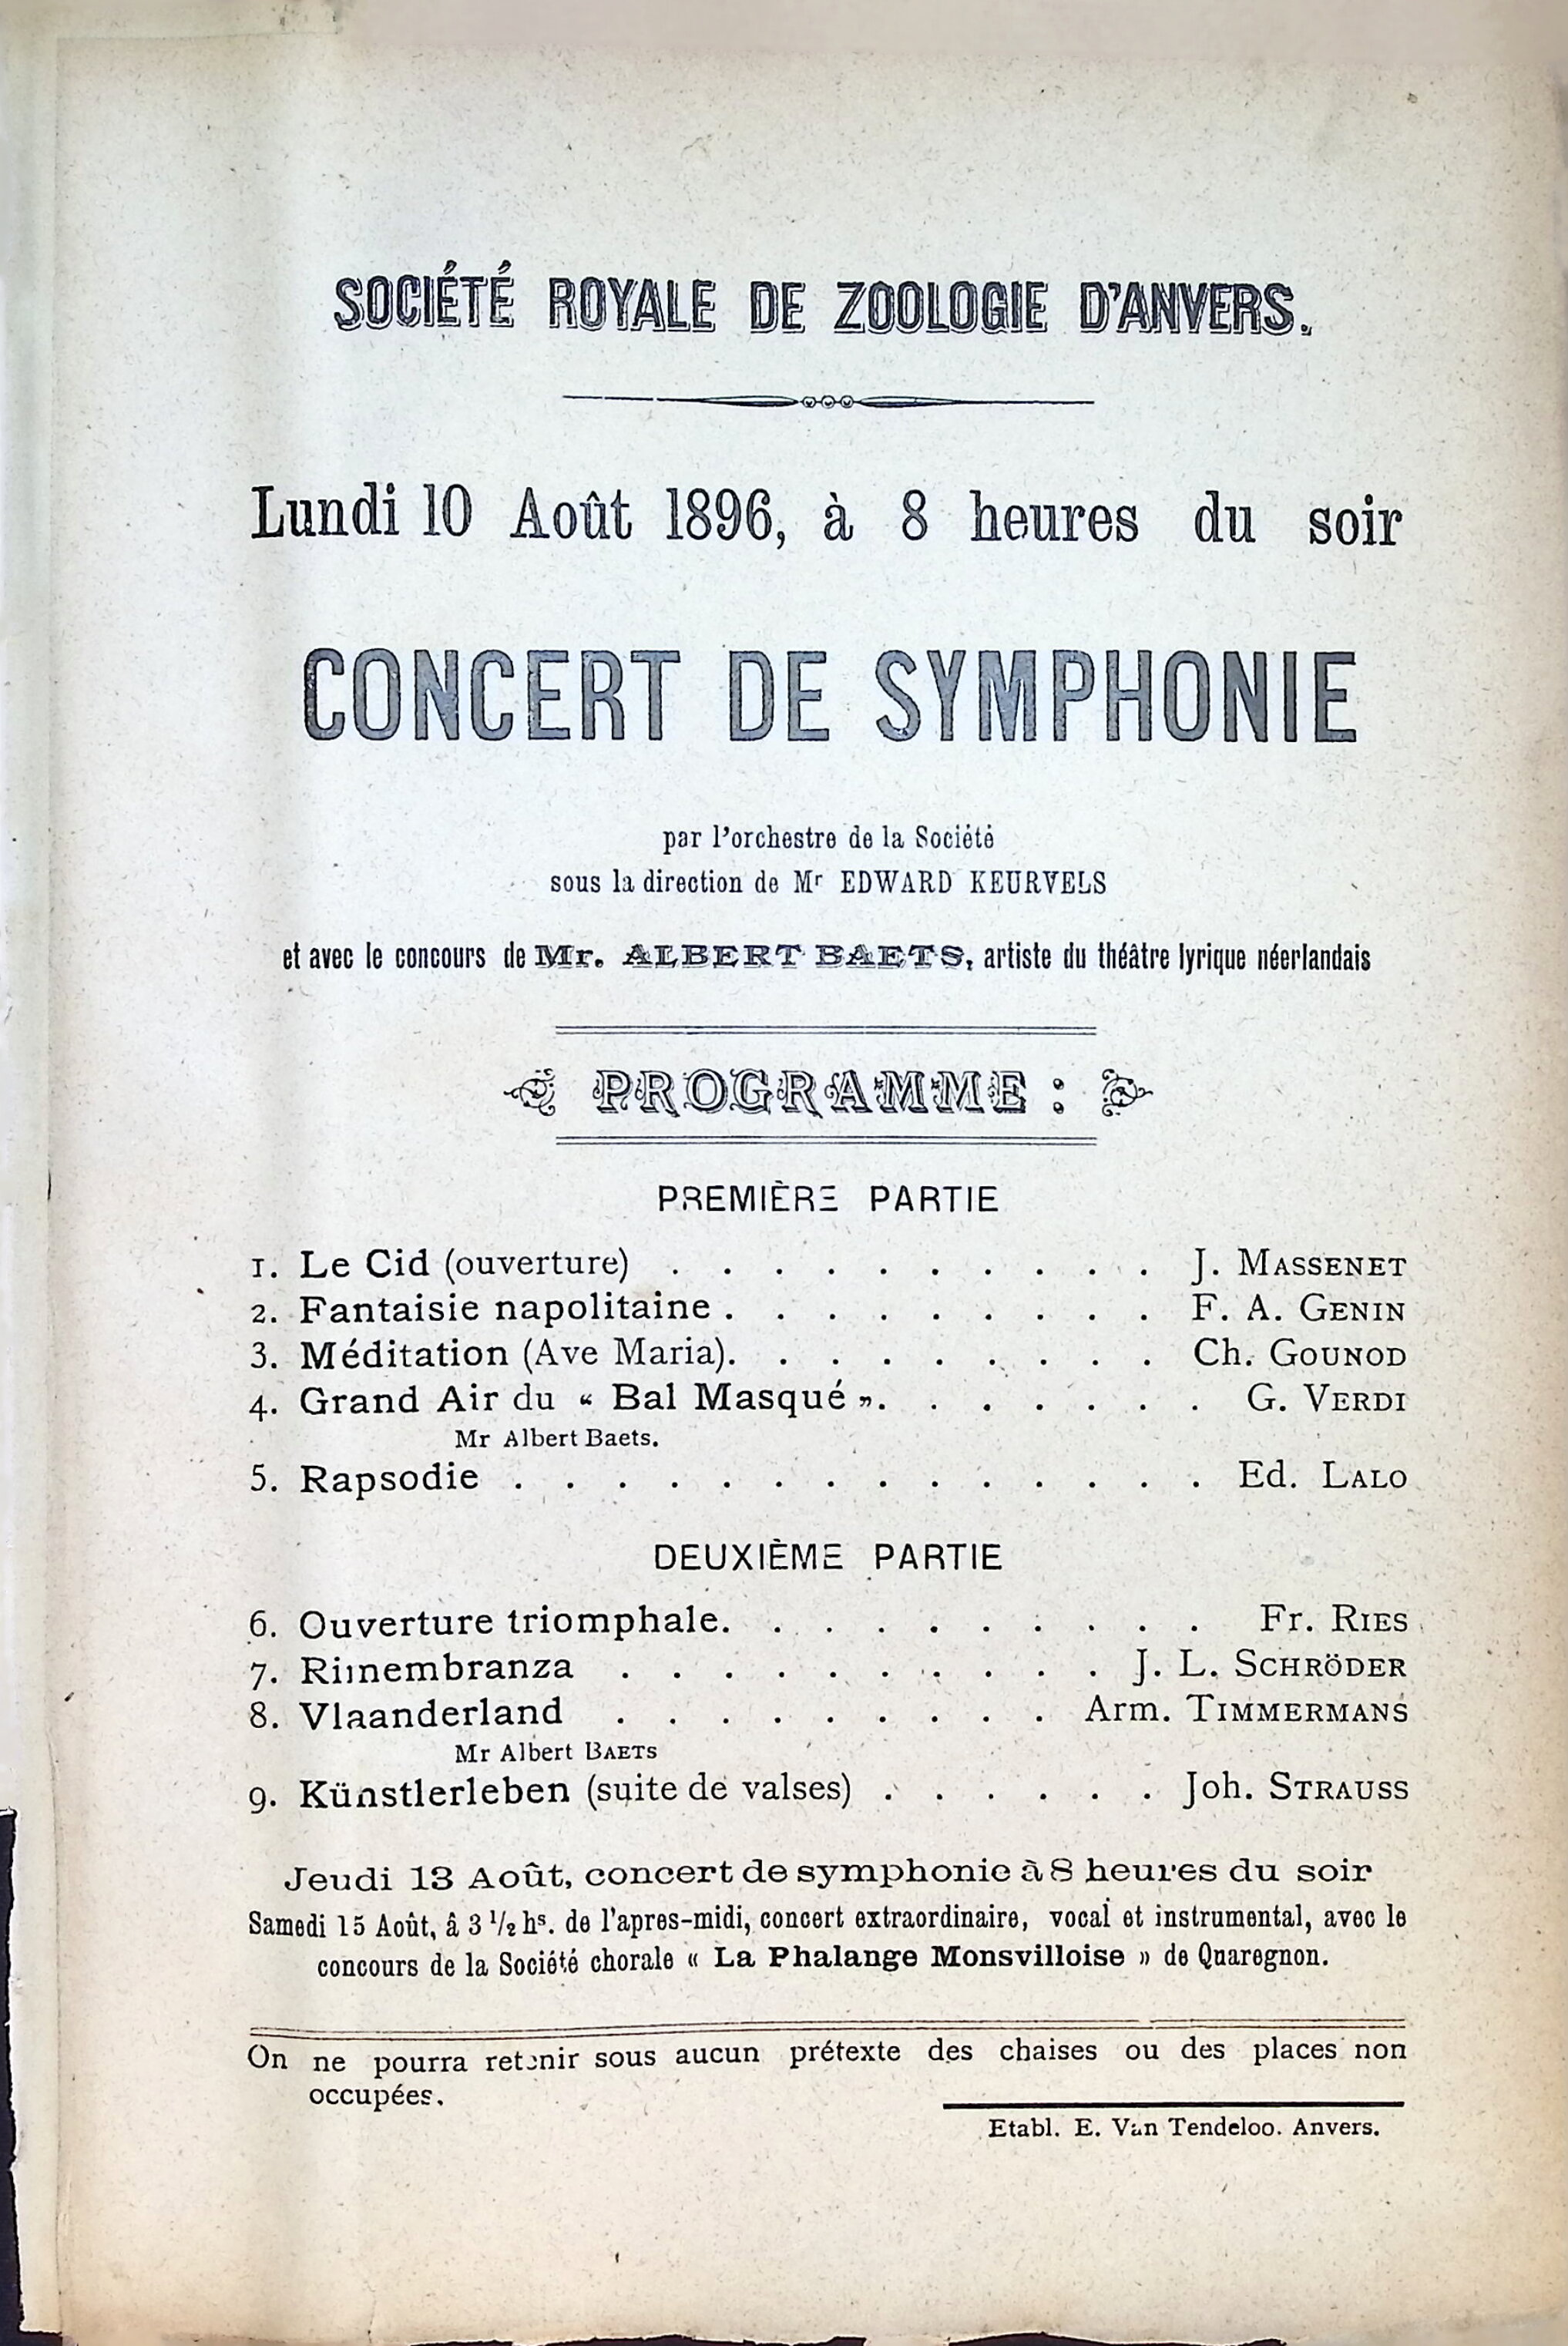 SOCIÉTÉ ROYALE DE ZOOLOGIE D'ANVERS.
Lundi 10 Août 1896, à 8 heures du soir
CONCERT DE SYMPHONIE
par l'orchestre de la Société
sous la direction de Mr EDWARD KEURVELS
et avec le concours de Mr. ALBERT BAETS, artiste du théâtre lyrique néerlandais
PROGRAMME :
PREMIÈRE PARTIE
1. Le Cid (ouverture) . . . . . . . . . . J. MASSENET
2. Fantaisie napolitaine . . . . . . . . . F. A. GENIN
3. Méditation (Ave Maria). . . . . . . . . Ch. GOUNOD
4. Grand Air du « Bal Masqué ». . . . . . . G. VERDI
Mr Albert Baets.
5. Rapsodie . . . . . . . . . . . . . . Ed. LALO
DEUXIÈME PARTIE
6. Ouverture triomphale. . . . . . . . . . Fr. RIES
7. Rimembranza . . . . . . . . . . J. L. SCHRÖDER
8. Vlaanderland . . . . . . . . . Arm. TIMMERMANS
Mr Albert BAETS
9. Künstlerleben (suite de valses) . . . . . . Joh. STRAUSS
Jeudi 13 Août, concert de symphonie à 8 heures du soir
Samedi 15 Août, â 3 1/2 hs. de l'apres-midi, concert extraordinaire, vocal et instrumental, avec le
concours de la Société chorale « La Phalange Monsvilloise » de Quaregnon.
On ne pourra retenir sous aucun prétexte des chaises ou des places non
occupées.
Etabl. E. Van Tendeloo. Anvers.